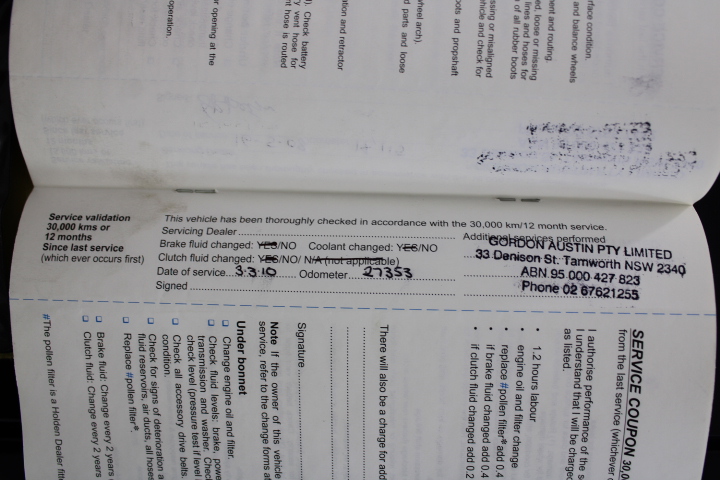 Service validation
30,000 kms or
12 months
Since last service
(which ever occurs first)
This vehicle has been thoroughly checked in accordance with the 30,000 km/12 month service.
Servicing Dealer
Additional services performed
Brake fluid changed: YES/NO Coolant changed: YES/NO
Clutch fluid changed: YES/NO/ N/A (not applicable)
Date of service 3.3.10 Odometer 27353
Signed
GORDON AUSTIN PTY LIMITED
33 Denison St. Tamworth NSW 2340
ABN 95 000 427 823
Phone 02 67621255
SERVICE COUPON 30,0
from the last service (whichever
I authorise performance of the s
I understand that I will be charge
as listed.
• 1.2 hours labour
• engine oil and filter change
• replace #pollen filter® add 0.4
• if brake fluid changed add 0.4
• if clutch fluid changed add 0.2
There will also be a charge for add
Signature
Note If the owner of this vehicle
service, refer to the change forms a
Under bonnet
Change engine oil and filter.
Check fluid levels: brake, powe
transmission and washer. Chec
check level (pressure test if level
Check all accessory drive belts.
condition.
Check for signs of deterioration a
fluid reservoirs, air ducts, all hoses
Replace #pollen filter®.
Brake fluid: Change every 2 years
Clutch fluid: Change every 2 years
#The pollen filter is a Holden Dealer fitt
rface condition.
and balance wheels
ent and routing.
ed, loose or missing
lines and hoses for
of all rubber boots
ssing or misaligned
ehicle and check for
oots and propshaft
d parts and loose
wheel arch).
ation and retractor
). Check battery
y vent hose for
nt hose is routed
r opening at the
operation.